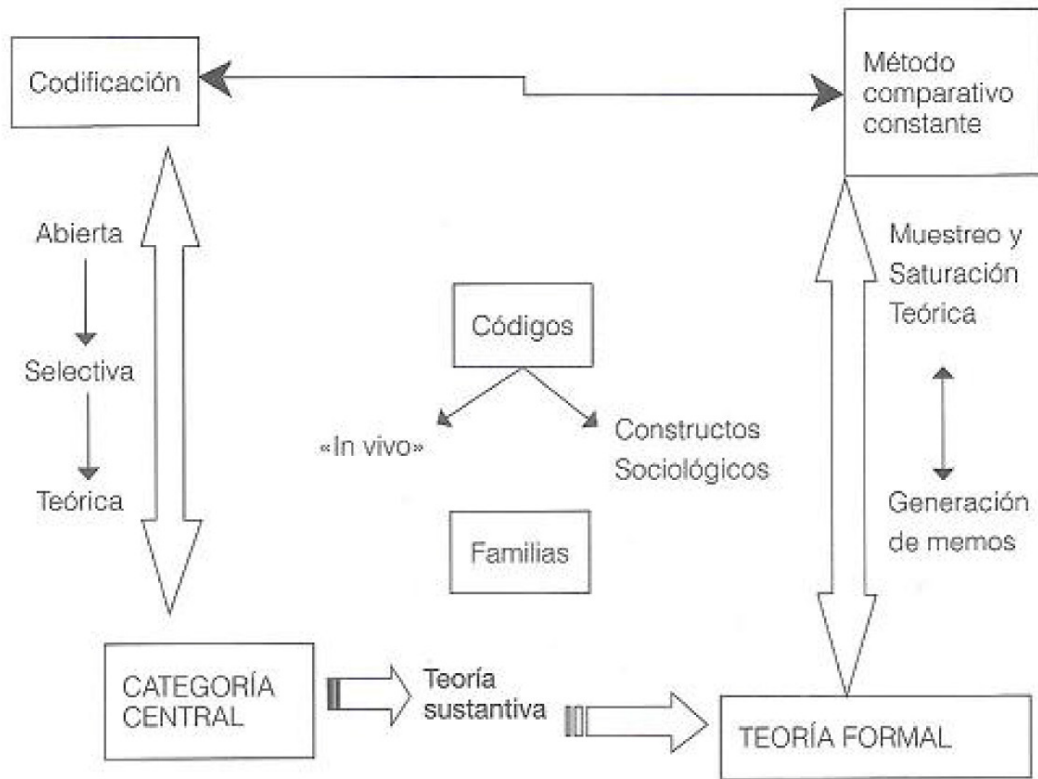 Codificación
Método
comparativo
constante
Abierta
Selectiva
Teórica
Códigos
«In vivo»
Constructos
Sociológicos
Familias
Muestreo y
Saturación
Teórica
Generación
de memos
CATEGORÍA
CENTRAL
Teoría
sustantiva
TEORÍA FORMAL